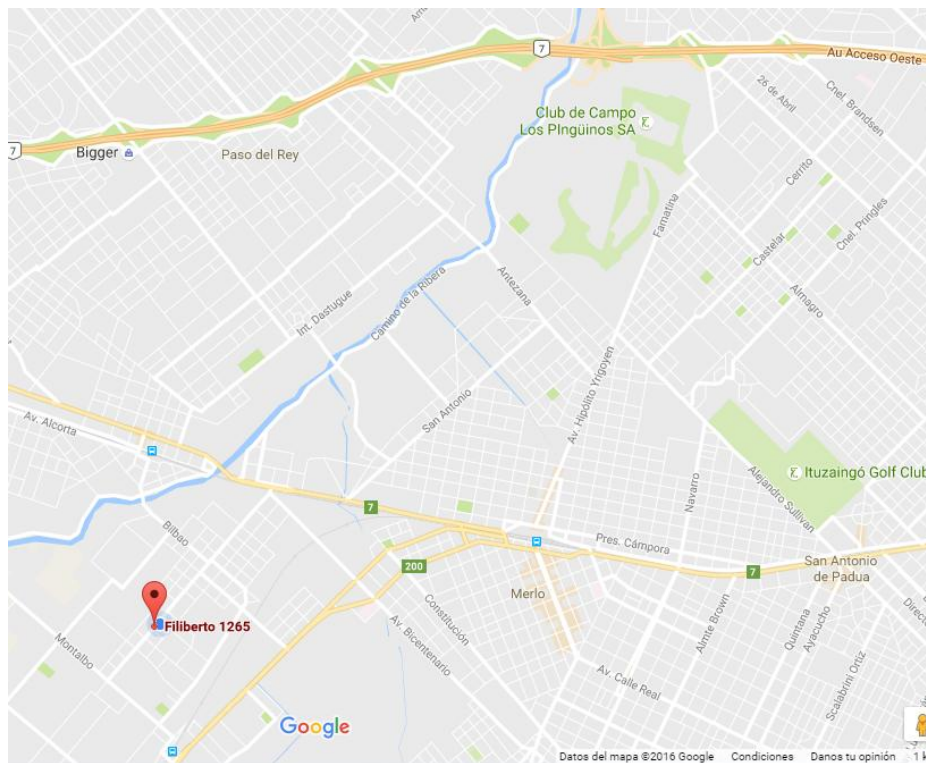 7
Au Acceso Oeste
26 de Abril
Cnel. Brandsen
Club de Campo
Los PIngüinos SA
7
Bigger
Paso del Rey
Cerrito
Famatina
Castelar
Cnel. Pringles
Antezana
Almagro
Camino de la Ribera
Int. Dastugue
Av. Hipólito Yrigoyen
San Antonio
Av. Alcorta
Ituzaingó Golf Club
Navarro
Alejandro Sullivan
7
Bilbao
Pres. Cámpora
San Antonio
de Padua
200
7
Merlo
Constitución
Almte Brown
Quintana
Ayacucho
Filiberto 1265
Av. Bicentenario
Montalbo
Av. Calle Real
Scalabrini Ortiz
Google
Datos del mapa ©2016 Google Condiciones Danos tu opinión